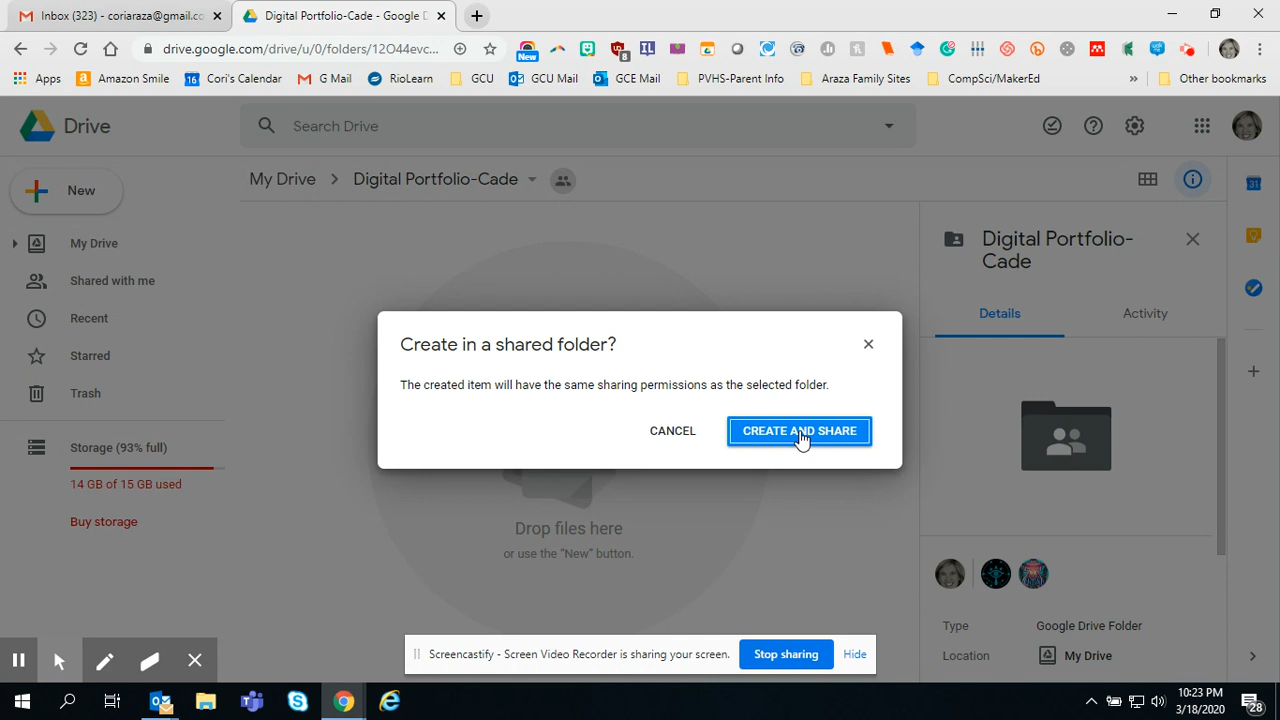 Inbox (323) - coriaraza@gmail.co
Digital Portfolio-Cade - Google D
drive.google.com/drive/u/0/folders/12O44evc...
New
8
Apps
Amazon Smile
16
Cori's Calendar
G Mail
RioLearn
GCU
GCU Mail
GCE Mail
PVHS-Parent Info
Araza Family Sites
CompSci/MakerEd
»
Other bookmarks
Drive
Search Drive
New
My Drive > Digital Portfolio-Cade
31
My Drive
Shared with me
Recent
Starred
Trash
Storage (93% full)
14 GB of 15 GB used
Buy storage
Drop files here
or use the "New" button.
Create in a shared folder?
The created item will have the same sharing permissions as the selected folder.
CANCEL
CREATE AND SHARE
Digital Portfolio-
Cade
Details
Activity
Type
Google Drive Folder
Location
My Drive
Screencastify - Screen Video Recorder is sharing your screen.
Stop sharing
Hide
10:23 PM
3/18/2020
28